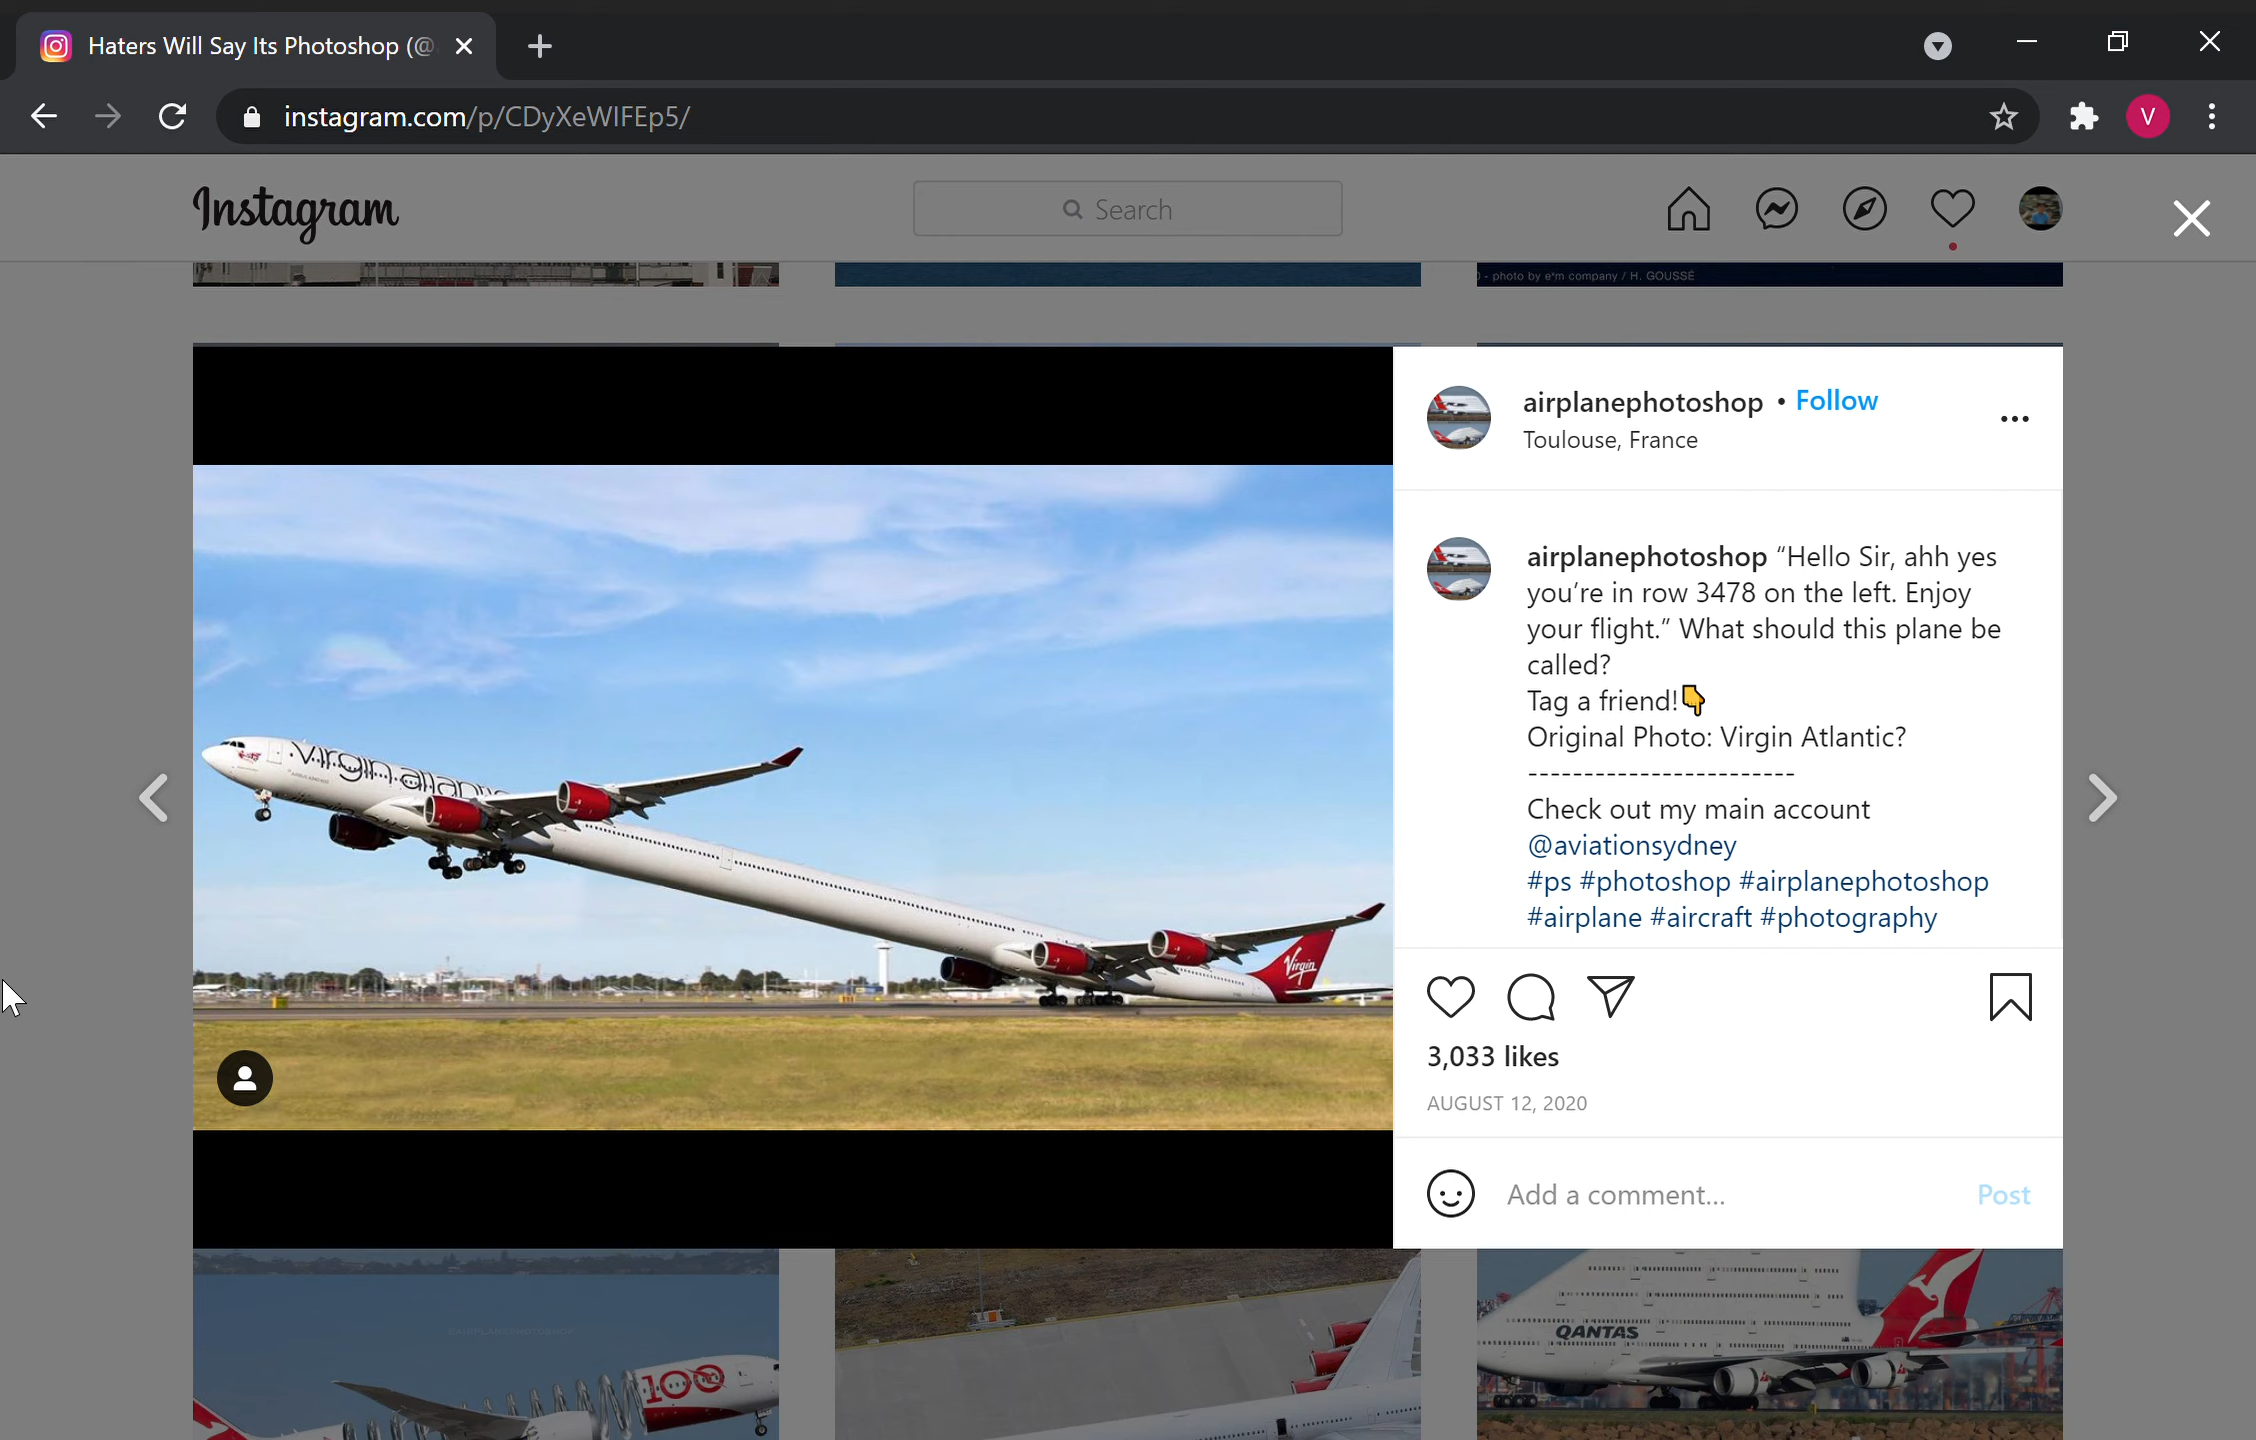 Haters Will Say Its Photoshop (@
instagram.com/p/CDyXeWIFEp5/
V
Instagram
Search
- photo by e*m company / H. GOUSSÉ
airplanephotoshop • Follow
Toulouse, France
airplanephotoshop “Hello Sir, ahh yes
you’re in row 3478 on the left. Enjoy
your flight.” What should this plane be
called?
Tag a friend!👇
Original Photo: Virgin Atlantic?
------------------------
Check out my main account
@aviationsydney
#ps #photoshop #airplanephotoshop
#airplane #aircraft #photography
virgin atlantic
Virgin
3,033 likes
AUGUST 12, 2020
Add a comment...
Post
@AIRPLANEPHOTOSHOP
100
QANTAS